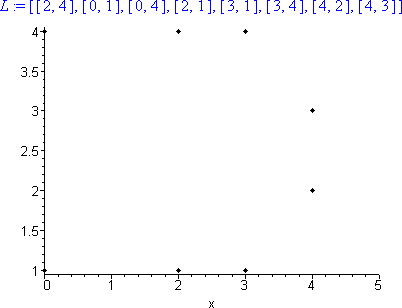 L := [[2, 4], [0, 1], [0, 4], [2, 1], [3, 1], [3, 4], [4, 2], [4, 3]]
4
3.5
3
2.5
2
1.5
1
0 1 2 3 4 5
x